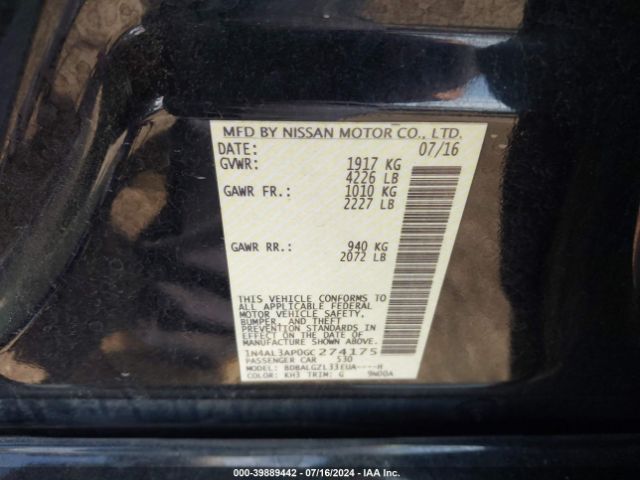 MFD BY NISSAN MOTOR CO., LTD.
DATE: 07/16
GVWR: 1917 KG
4226 LB
GAWR FR.: 1010 KG
2227 LB
GAWR RR.: 940 KG
2072 LB
THIS VEHICLE CONFORMS TO
ALL APPLICABLE FEDERAL
MOTOR VEHICLE SAFETY,
BUMPER, AND THEFT
PREVENTION STANDARDS IN
EFFECT ON THE DATE OF
MANUFACTURE SHOWN ABOVE.
1N4AL3AP0GC274175
PASSENGER CAR 530
MODEL: BDBALGZL33EUA----H
COLOR: KH3 TRIM: G 9W00A
000-39889442 - 07/16/2024 - IAA Inc.